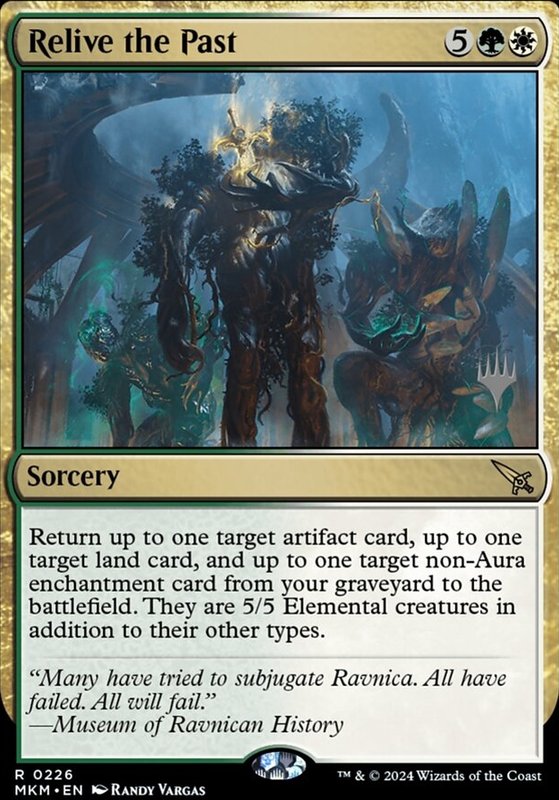 Relive the Past 5
Sorcery
Return up to one target artifact card, up to one
target land card, and up to one target non-Aura
enchantment card from your graveyard to the
battlefield. They are 5/5 Elemental creatures in
addition to their other types.
“Many have tried to subjugate Ravnica. All have
failed. All will fail.”
—Museum of Ravnican History
R 0226
MKM • EN Randy Vargas
™ & © 2024 Wizards of the Coast